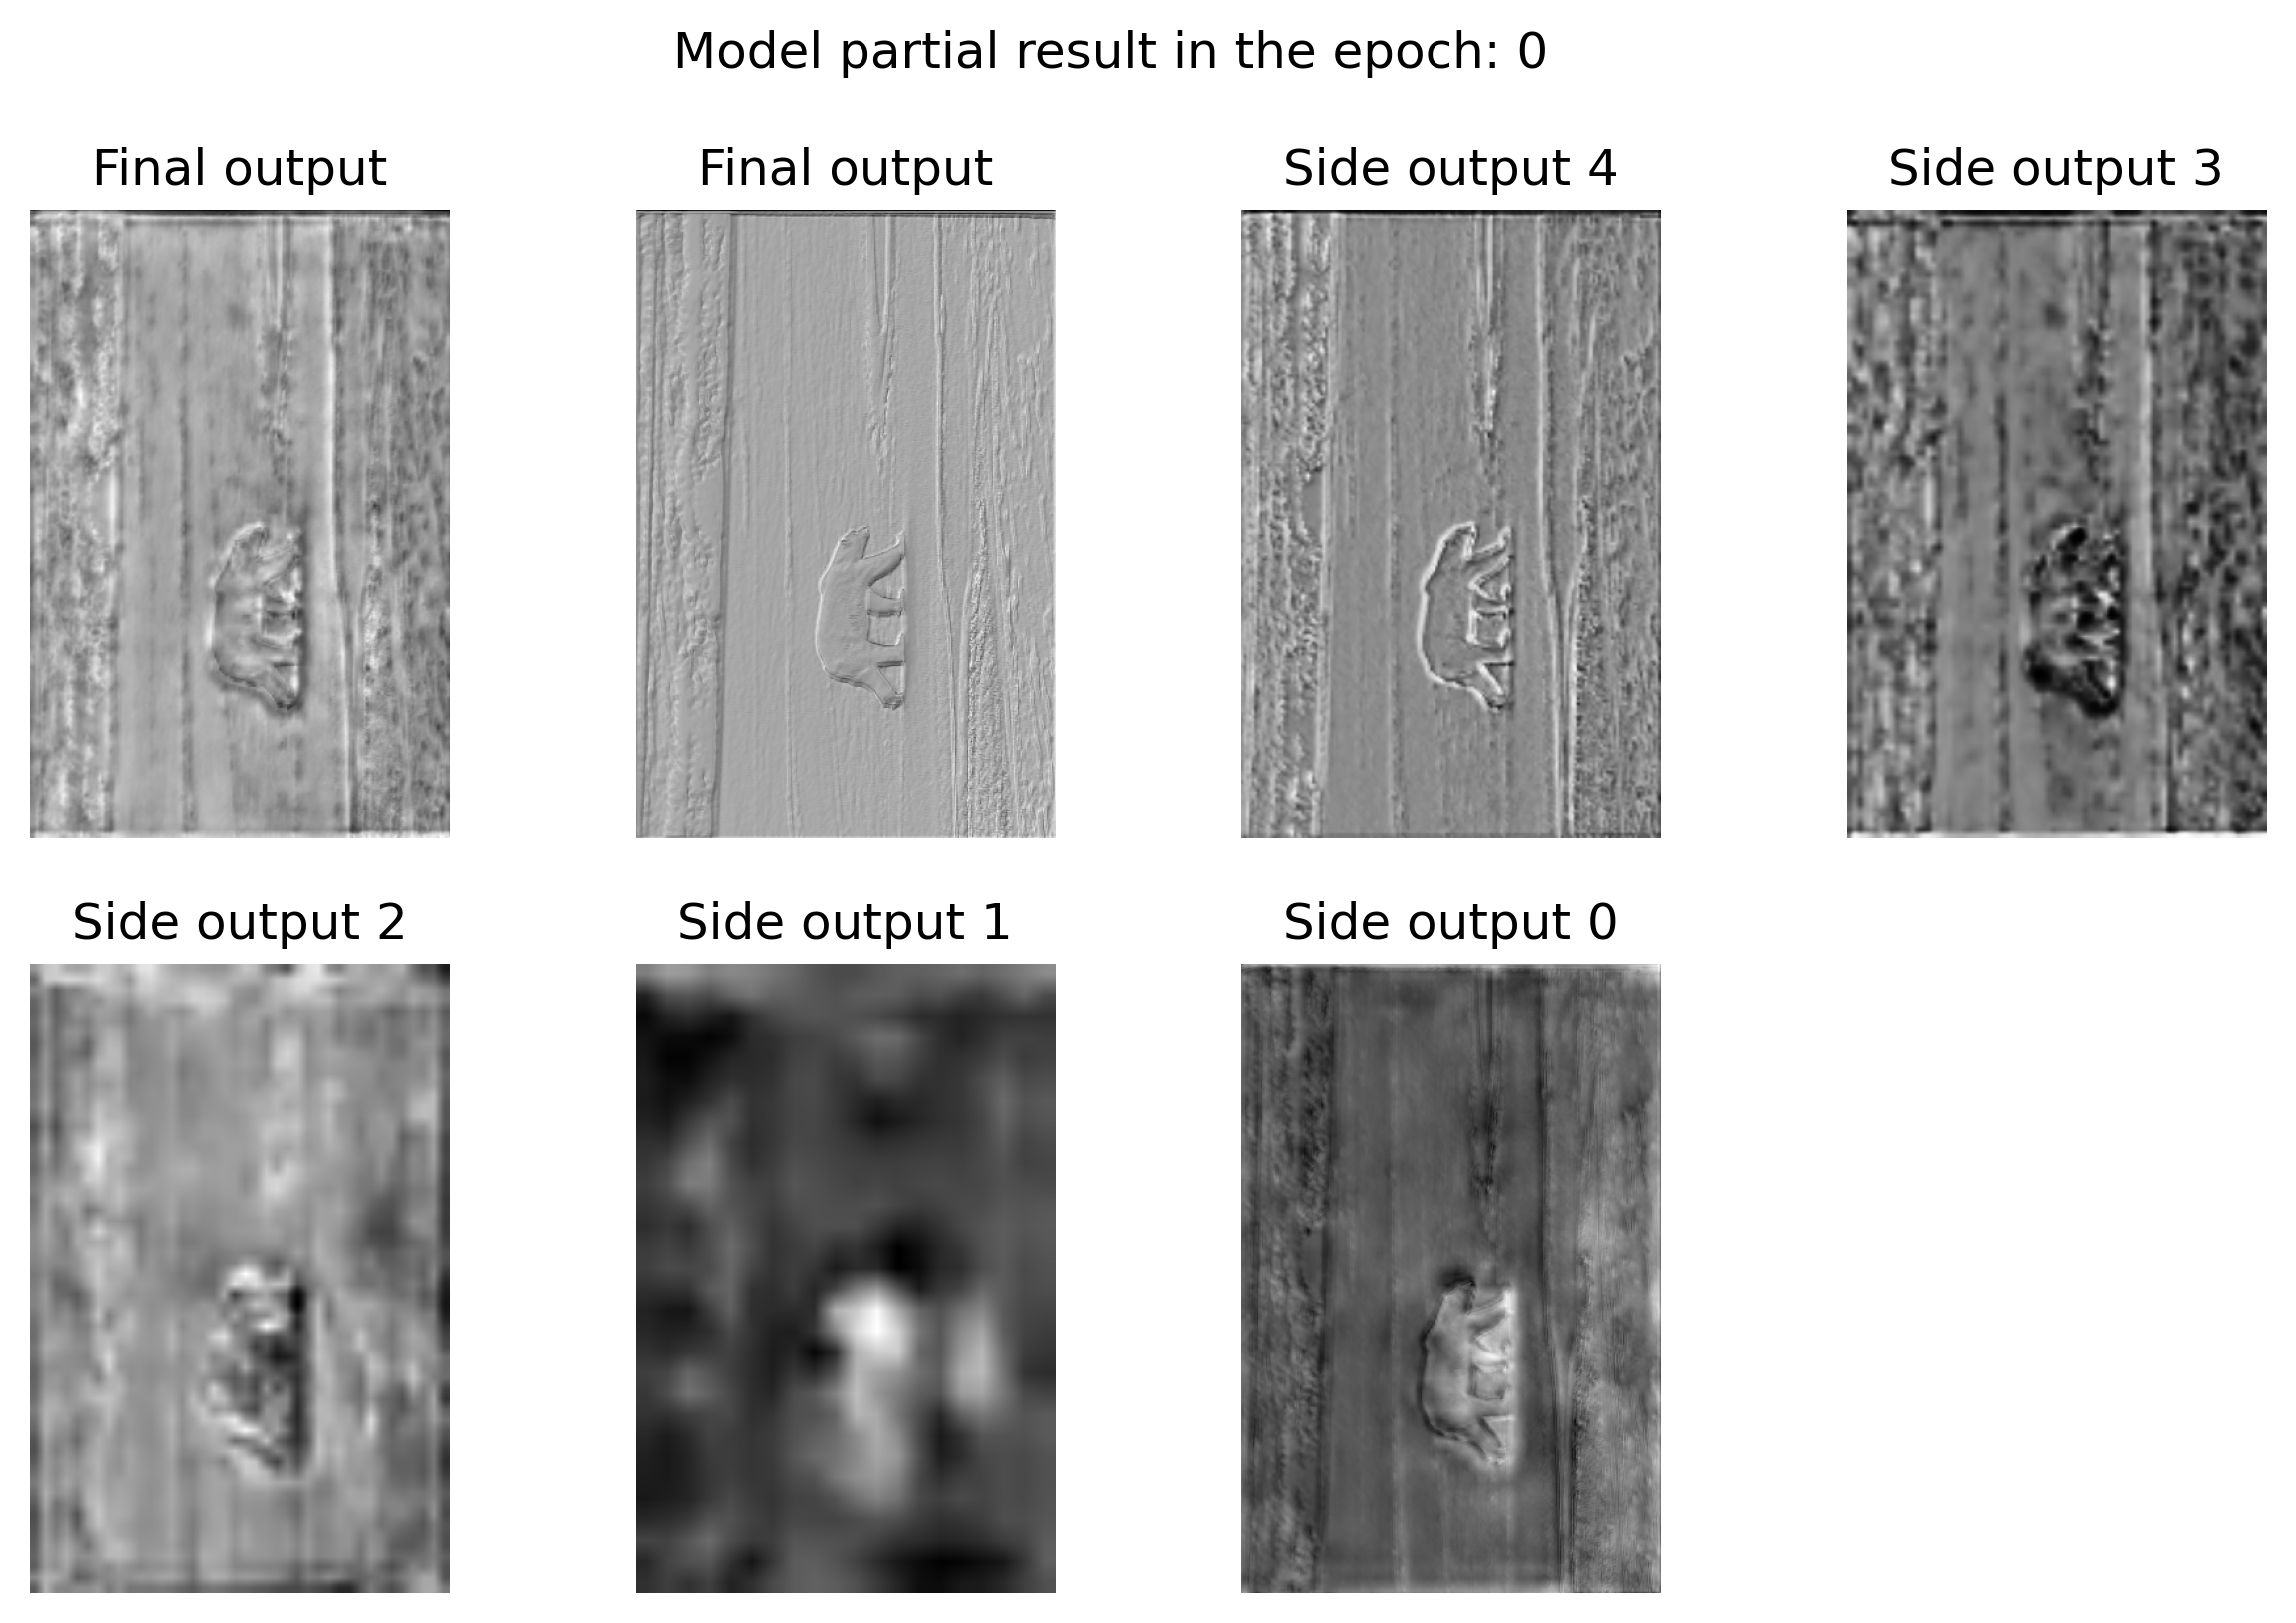 Model partial result in the epoch: 0
Final output
Final output
Side output 4
Side output 3
Side output 2
Side output 1
Side output 0